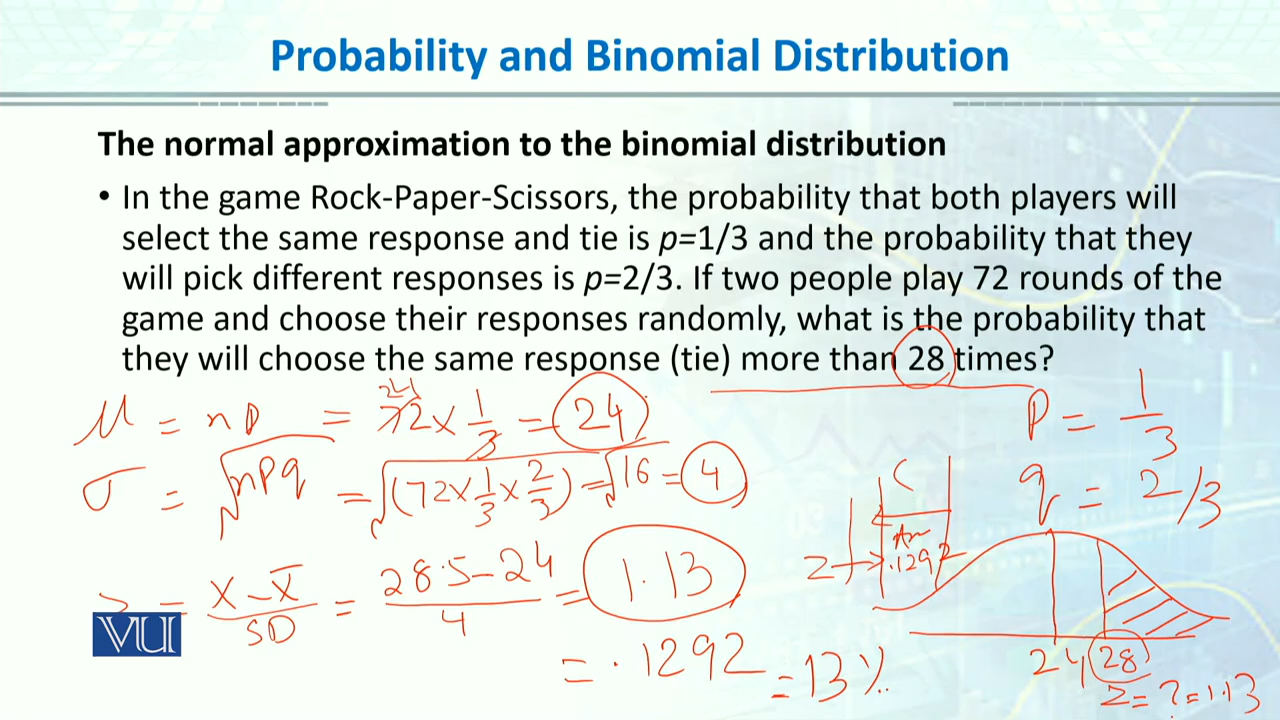 Probability and Binomial Distribution
The normal approximation to the binomial distribution
• In the game Rock-Paper-Scissors, the probability that both players will
select the same response and tie is p=1/3 and the probability that they
will pick different responses is p=2/3. If two people play 72 rounds of the
game and choose their responses randomly, what is the probability that
they will choose the same response (tie) more than 28 times?
μ = np = 72 × 1/3 = 24
24
P = 1/3
σ = √npq = √(72 × 1/3 × 2/3) = √16 = 4
q = 2/3
C
Z → .1292
= X - X̄ / SD = 28.5 - 24 / 4 = 1.13
= .1292 = 13%
24 28
Z = ? = 1.13
VU